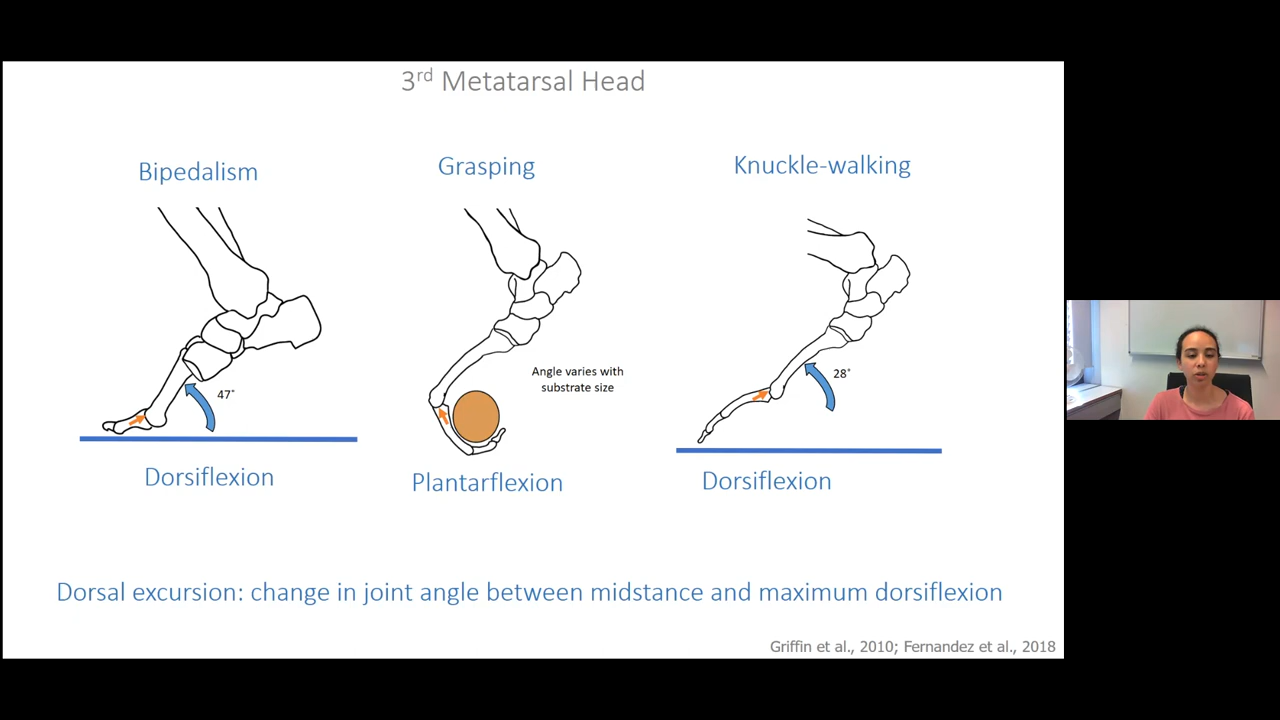 3rd Metatarsal Head
Bipedalism
Grasping
Knuckle-walking
47°
Angle varies with
substrate size
28°
Dorsiflexion
Plantarflexion
Dorsiflexion
Dorsal excursion: change in joint angle between midstance and maximum dorsiflexion
Griffin et al., 2010; Fernandez et al., 2018